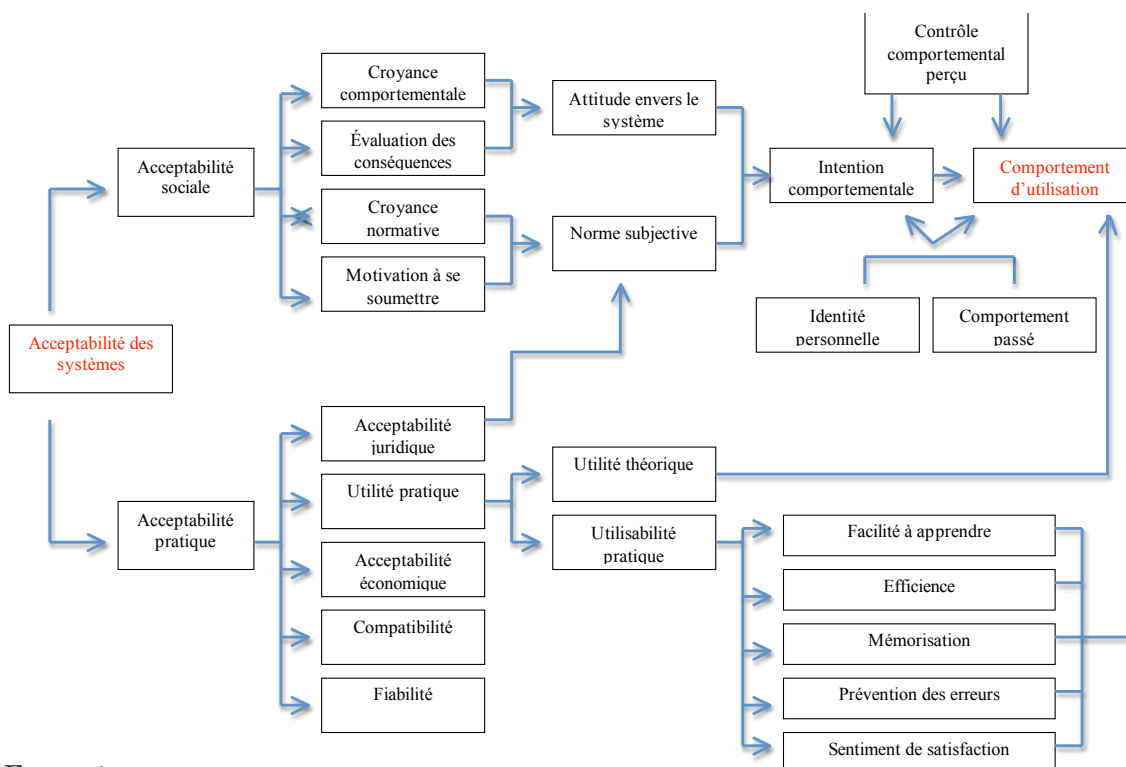 Contrôle
comportemental
perçu
Croyance
comportementale
Attitude envers le
système
Évaluation des
conséquences
Acceptabilité
sociale
Intention
comportementale
Comportement
d’utilisation
Croyance
normative
Norme subjective
Motivation à se
soumettre
Identité
personnelle
Comportement
passé
Acceptabilité des
systèmes
Acceptabilité
juridique
Utilité théorique
Utilité pratique
Acceptabilité
pratique
Utilisabilité
pratique
Facilité à apprendre
Acceptabilité
économique
Efficience
Compatibilité
Mémorisation
Fiabilité
Prévention des erreurs
Sentiment de satisfaction